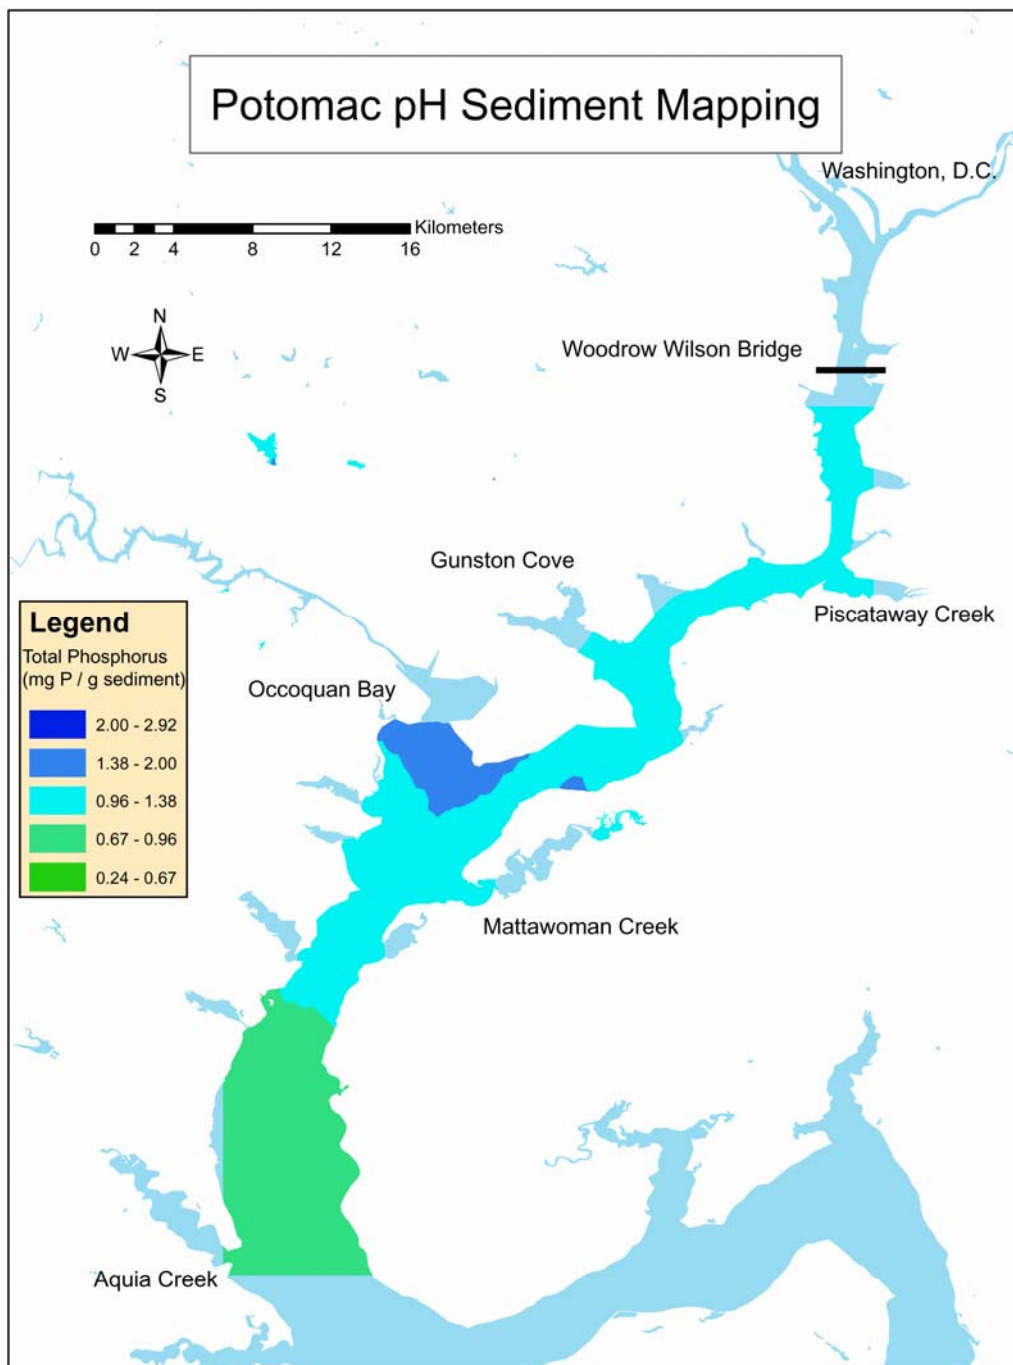 Potomac pH Sediment Mapping
Washington, D.C.
Kilometers
0 2 4 8 12 16
N
W E
S
Woodrow Wilson Bridge
Gunston Cove
Piscataway Creek
Legend
Total Phosphorus
(mg P / g sediment)
2.00 - 2.92
1.38 - 2.00
0.96 - 1.38
0.67 - 0.96
0.24 - 0.67
Occoquan Bay
Mattawoman Creek
Aquia Creek